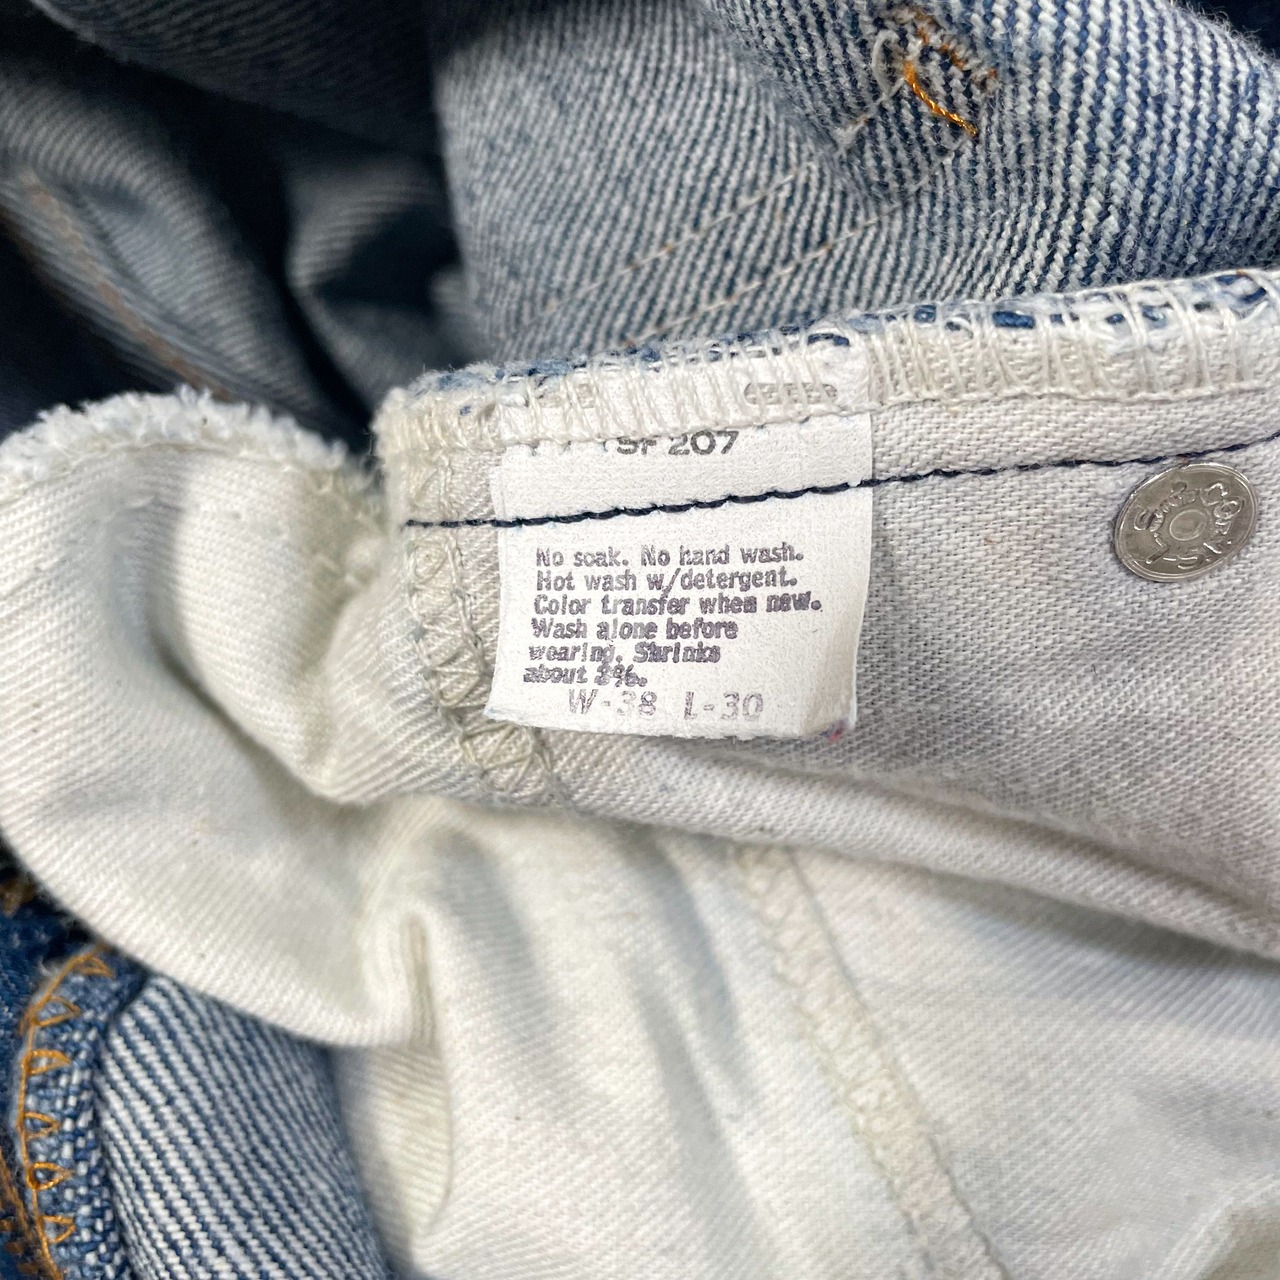 SF 207
No soak. No hand wash.
Hot wash w/detergent.
Color transfer when new.
Wash alone before
wearing. Shrinks
about 3%.
W-38 L-30